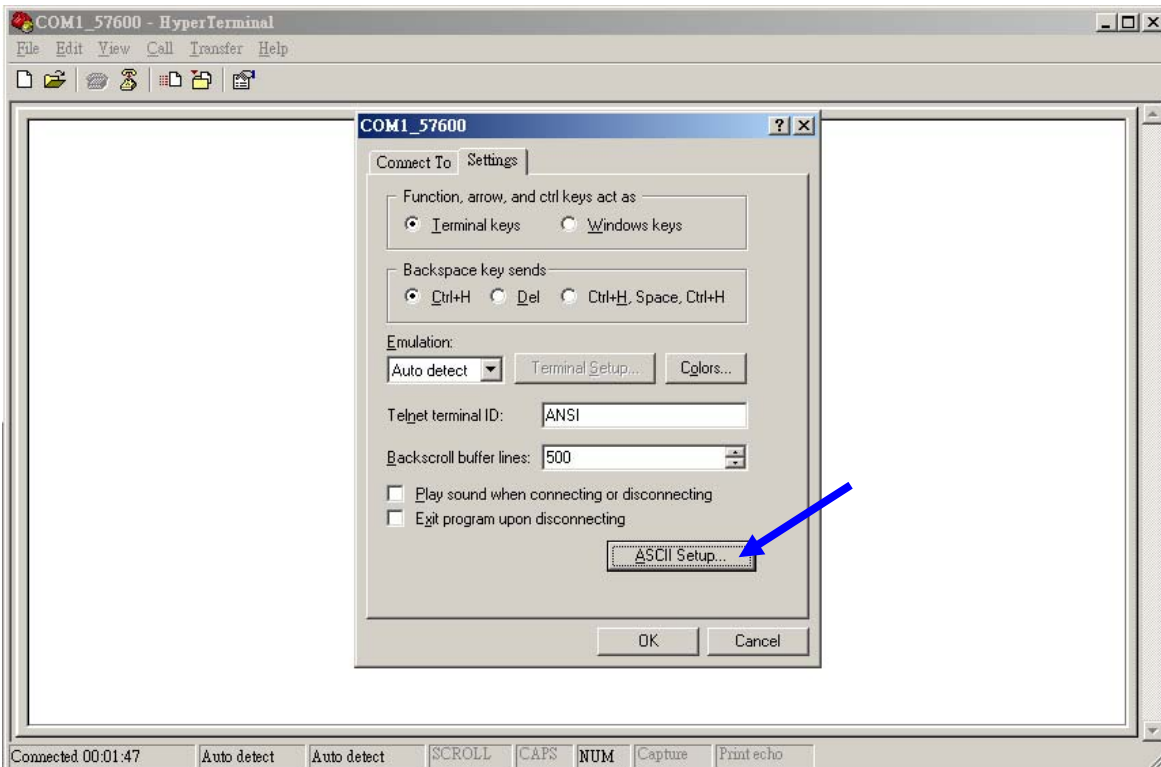 COM1_57600 - HyperTerminal
File Edit View Call Transfer Help
COM1_57600
Connect To Settings
Function, arrow, and ctrl keys act as
Terminal keys Windows keys
Backspace key sends
Ctrl+H Del Ctrl+H, Space, Ctrl+H
Emulation:
Auto detect Terminal Setup... Colors...
Telnet terminal ID: ANSI
Backscroll buffer lines: 500
Play sound when connecting or disconnecting
Exit program upon disconnecting
ASCII Setup...
OK Cancel
Connected 00:01:47 Auto detect Auto detect SCROLL CAPS NUM Capture Print echo